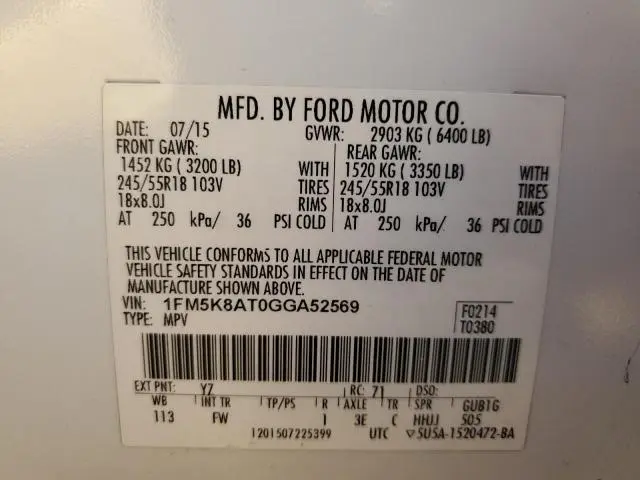 MFD. BY FORD MOTOR CO.
DATE: 07/15 GVWR: 2903 KG ( 6400 LB)
FRONT GAWR: REAR GAWR:
1452 KG ( 3200 LB) WITH 1520 KG ( 3350 LB) WITH
245/55R18 103V TIRES 245/55R18 103V TIRES
18x8.0J RIMS 18x8.0J RIMS
AT 250 kPa/ 36 PSI COLD AT 250 kPa/ 36 PSI COLD
THIS VEHICLE CONFORMS TO ALL APPLICABLE FEDERAL MOTOR
VEHICLE SAFETY STANDARDS IN EFFECT ON THE DATE OF
MANUFACTURE SHOWN ABOVE.
VIN: 1FM5K8AT0GGA52569 F0214
TYPE: MPV T0380
EXT PNT: YZ RC: 71 DSO:
WB INT TR TP/PS R AXLE TR SPR GUB1G
113 FW 1 3E C HHJJ 505
1201507225399 UTC ▽SU5A-1520472-BA